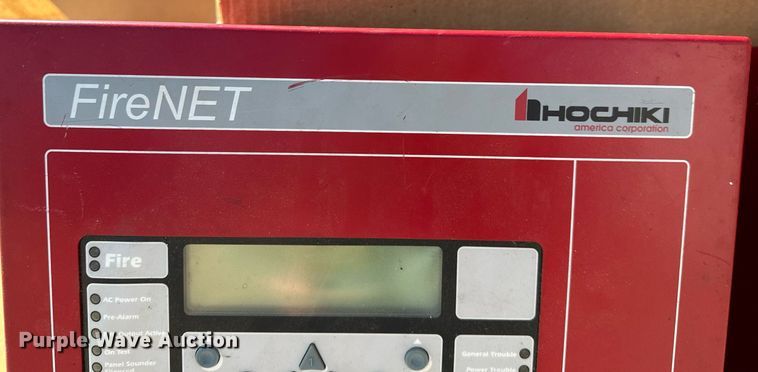 FireNET
HOCHIKI
america corporation
Fire
AC Power On
Pre-Alarm
Output Active
On Test
Panel Sounder
1
General Trouble
Power Trouble
Purple Wave Auction